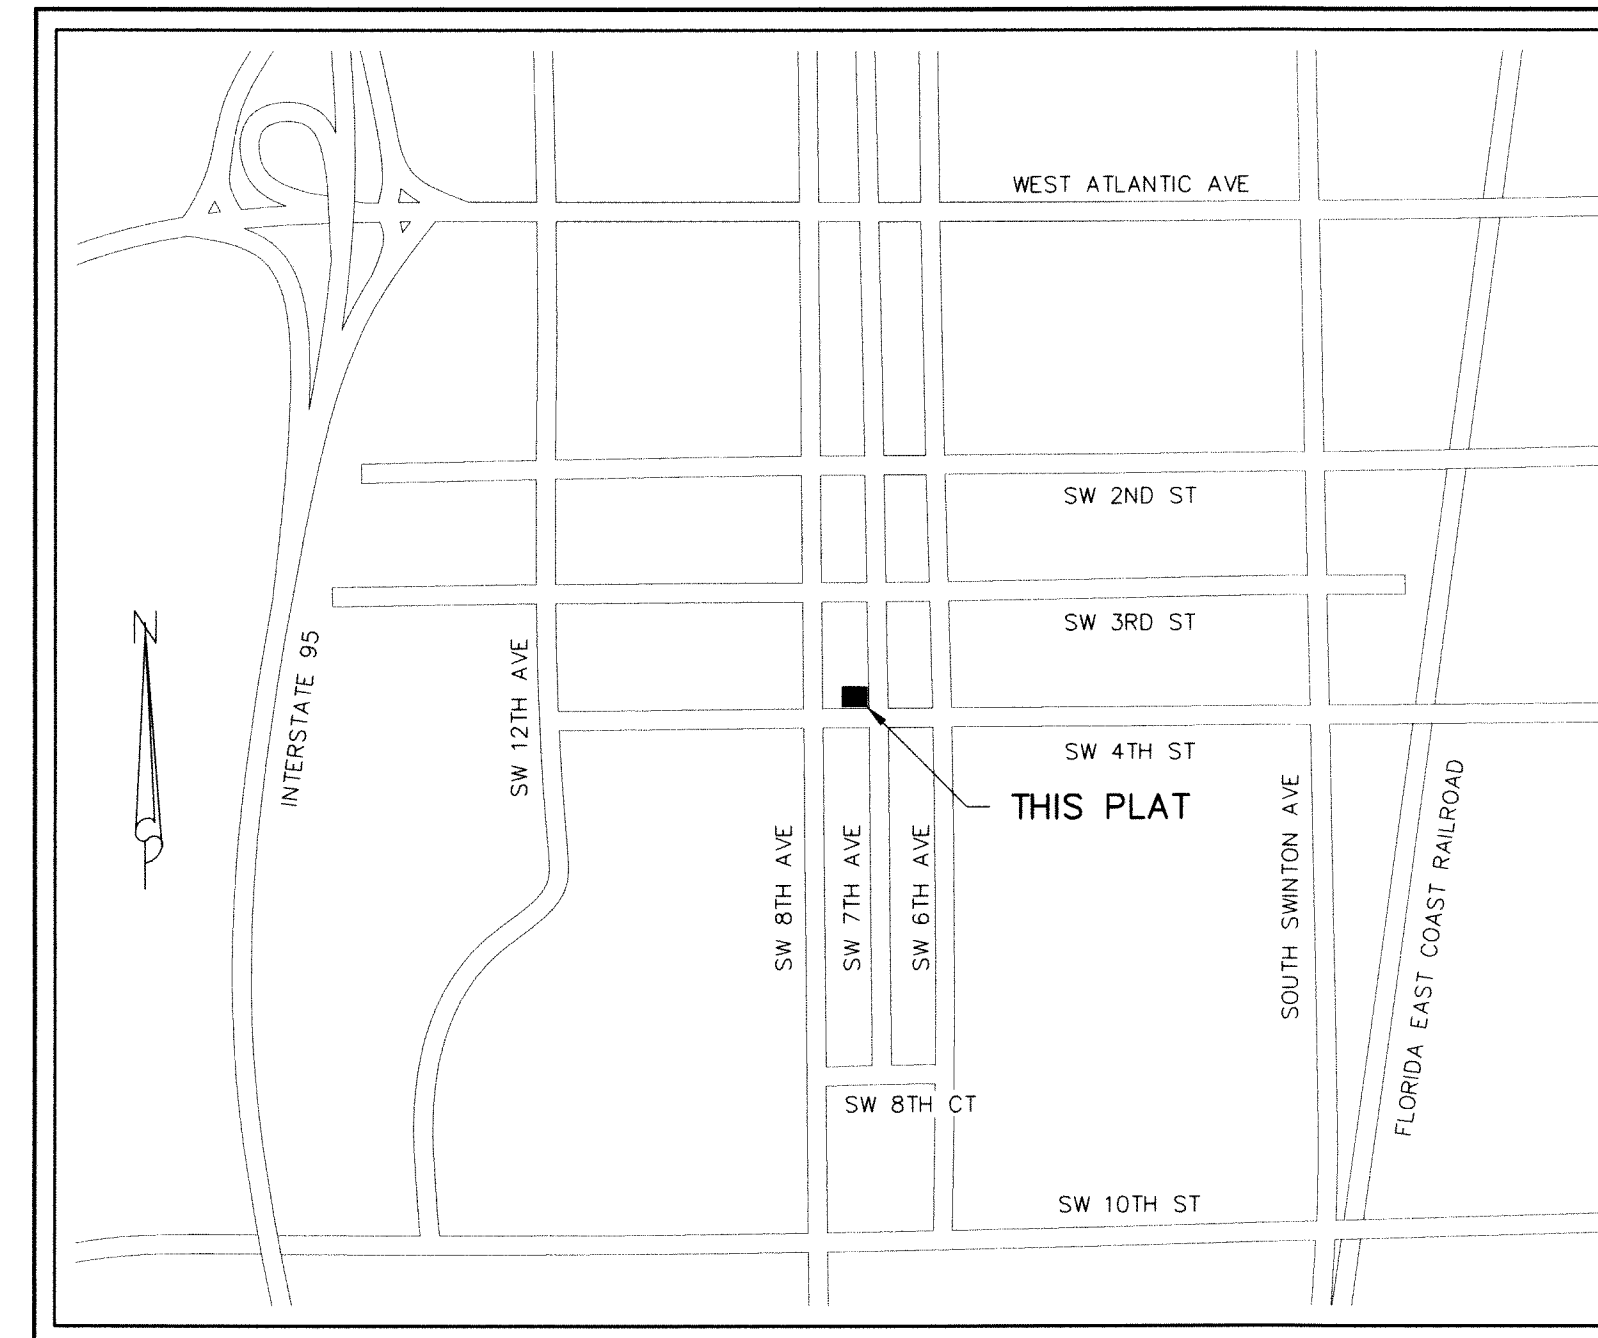 WEST ATLANTIC AVE
SW 2ND ST
N
SW 3RD ST
INTERSTATE 95
SW 12TH AVE
SW 4TH ST
THIS PLAT
SW 8TH AVE
SW 7TH AVE
SW 6TH AVE
SOUTH SWINTON AVE
FLORIDA EAST COAST RAILROAD
SW 8TH CT
SW 10TH ST